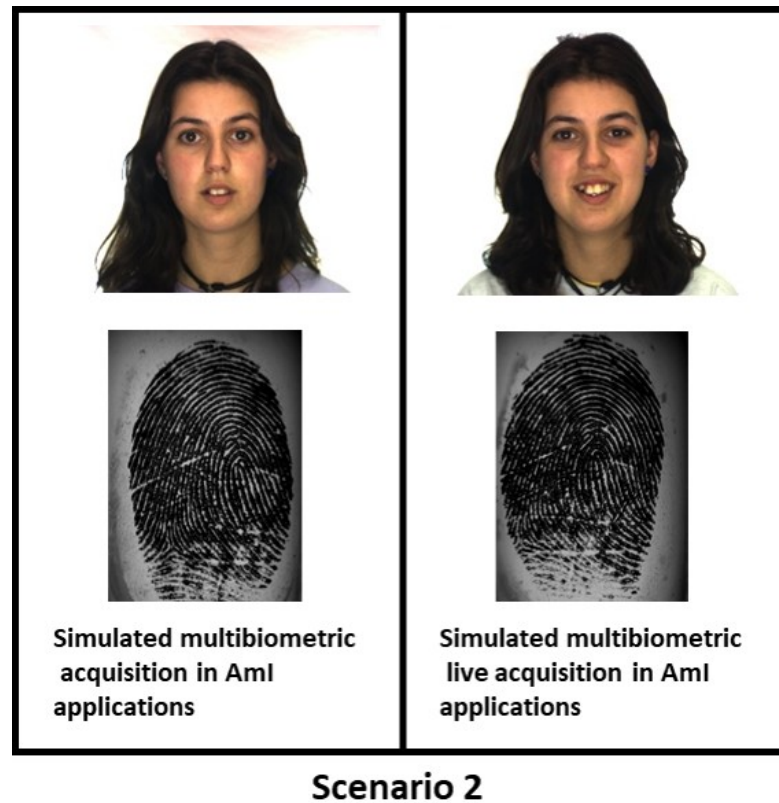 Simulated multibiometric
acquisition in AmI
applications
Simulated multibiometric
live acquisition in AmI
applications
Scenario 2